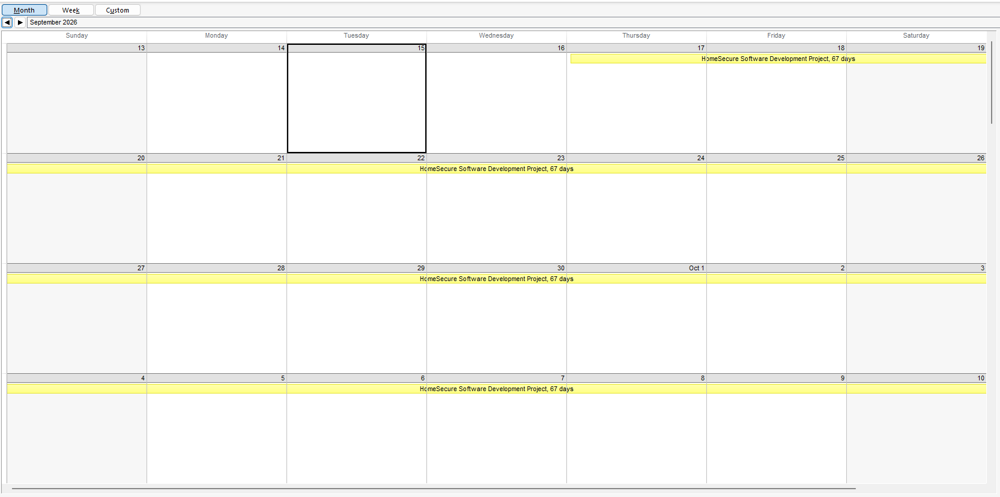 Month Week Custom
September 2026
Sunday Monday Tuesday Wednesday Thursday Friday Saturday
13 14 15 16 17 18 19
HomeSecure Software Development Project, 67 days
20 21 22 23 24 25 26
HomeSecure Software Development Project, 67 days
27 28 29 30 Oct 1 2 3
HomeSecure Software Development Project, 67 days
4 5 6 7 8 9 10
HomeSecure Software Development Project, 67 days